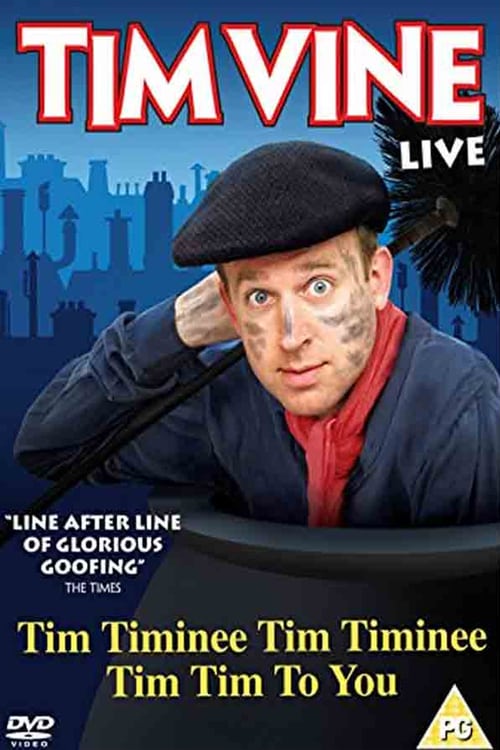 TIM VINE
LIVE
"LINE AFTER LINE
OF GLORIOUS
GOOFING"
THE TIMES
Tim Timinee Tim Timinee
Tim Tim To You
DVD
VIDEO
PG